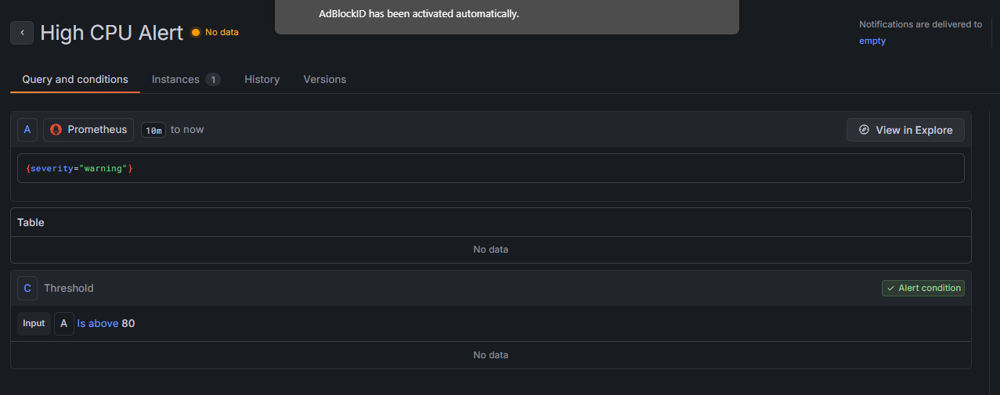 AdBlockID has been activated automatically.
High CPU Alert No data
Notifications are delivered to
empty
Query and conditions Instances 1 History Versions
A Prometheus 10m to now View in Explore
{severity="warning"}
Table
No data
C Threshold Alert condition
Input A Is above 80
No data